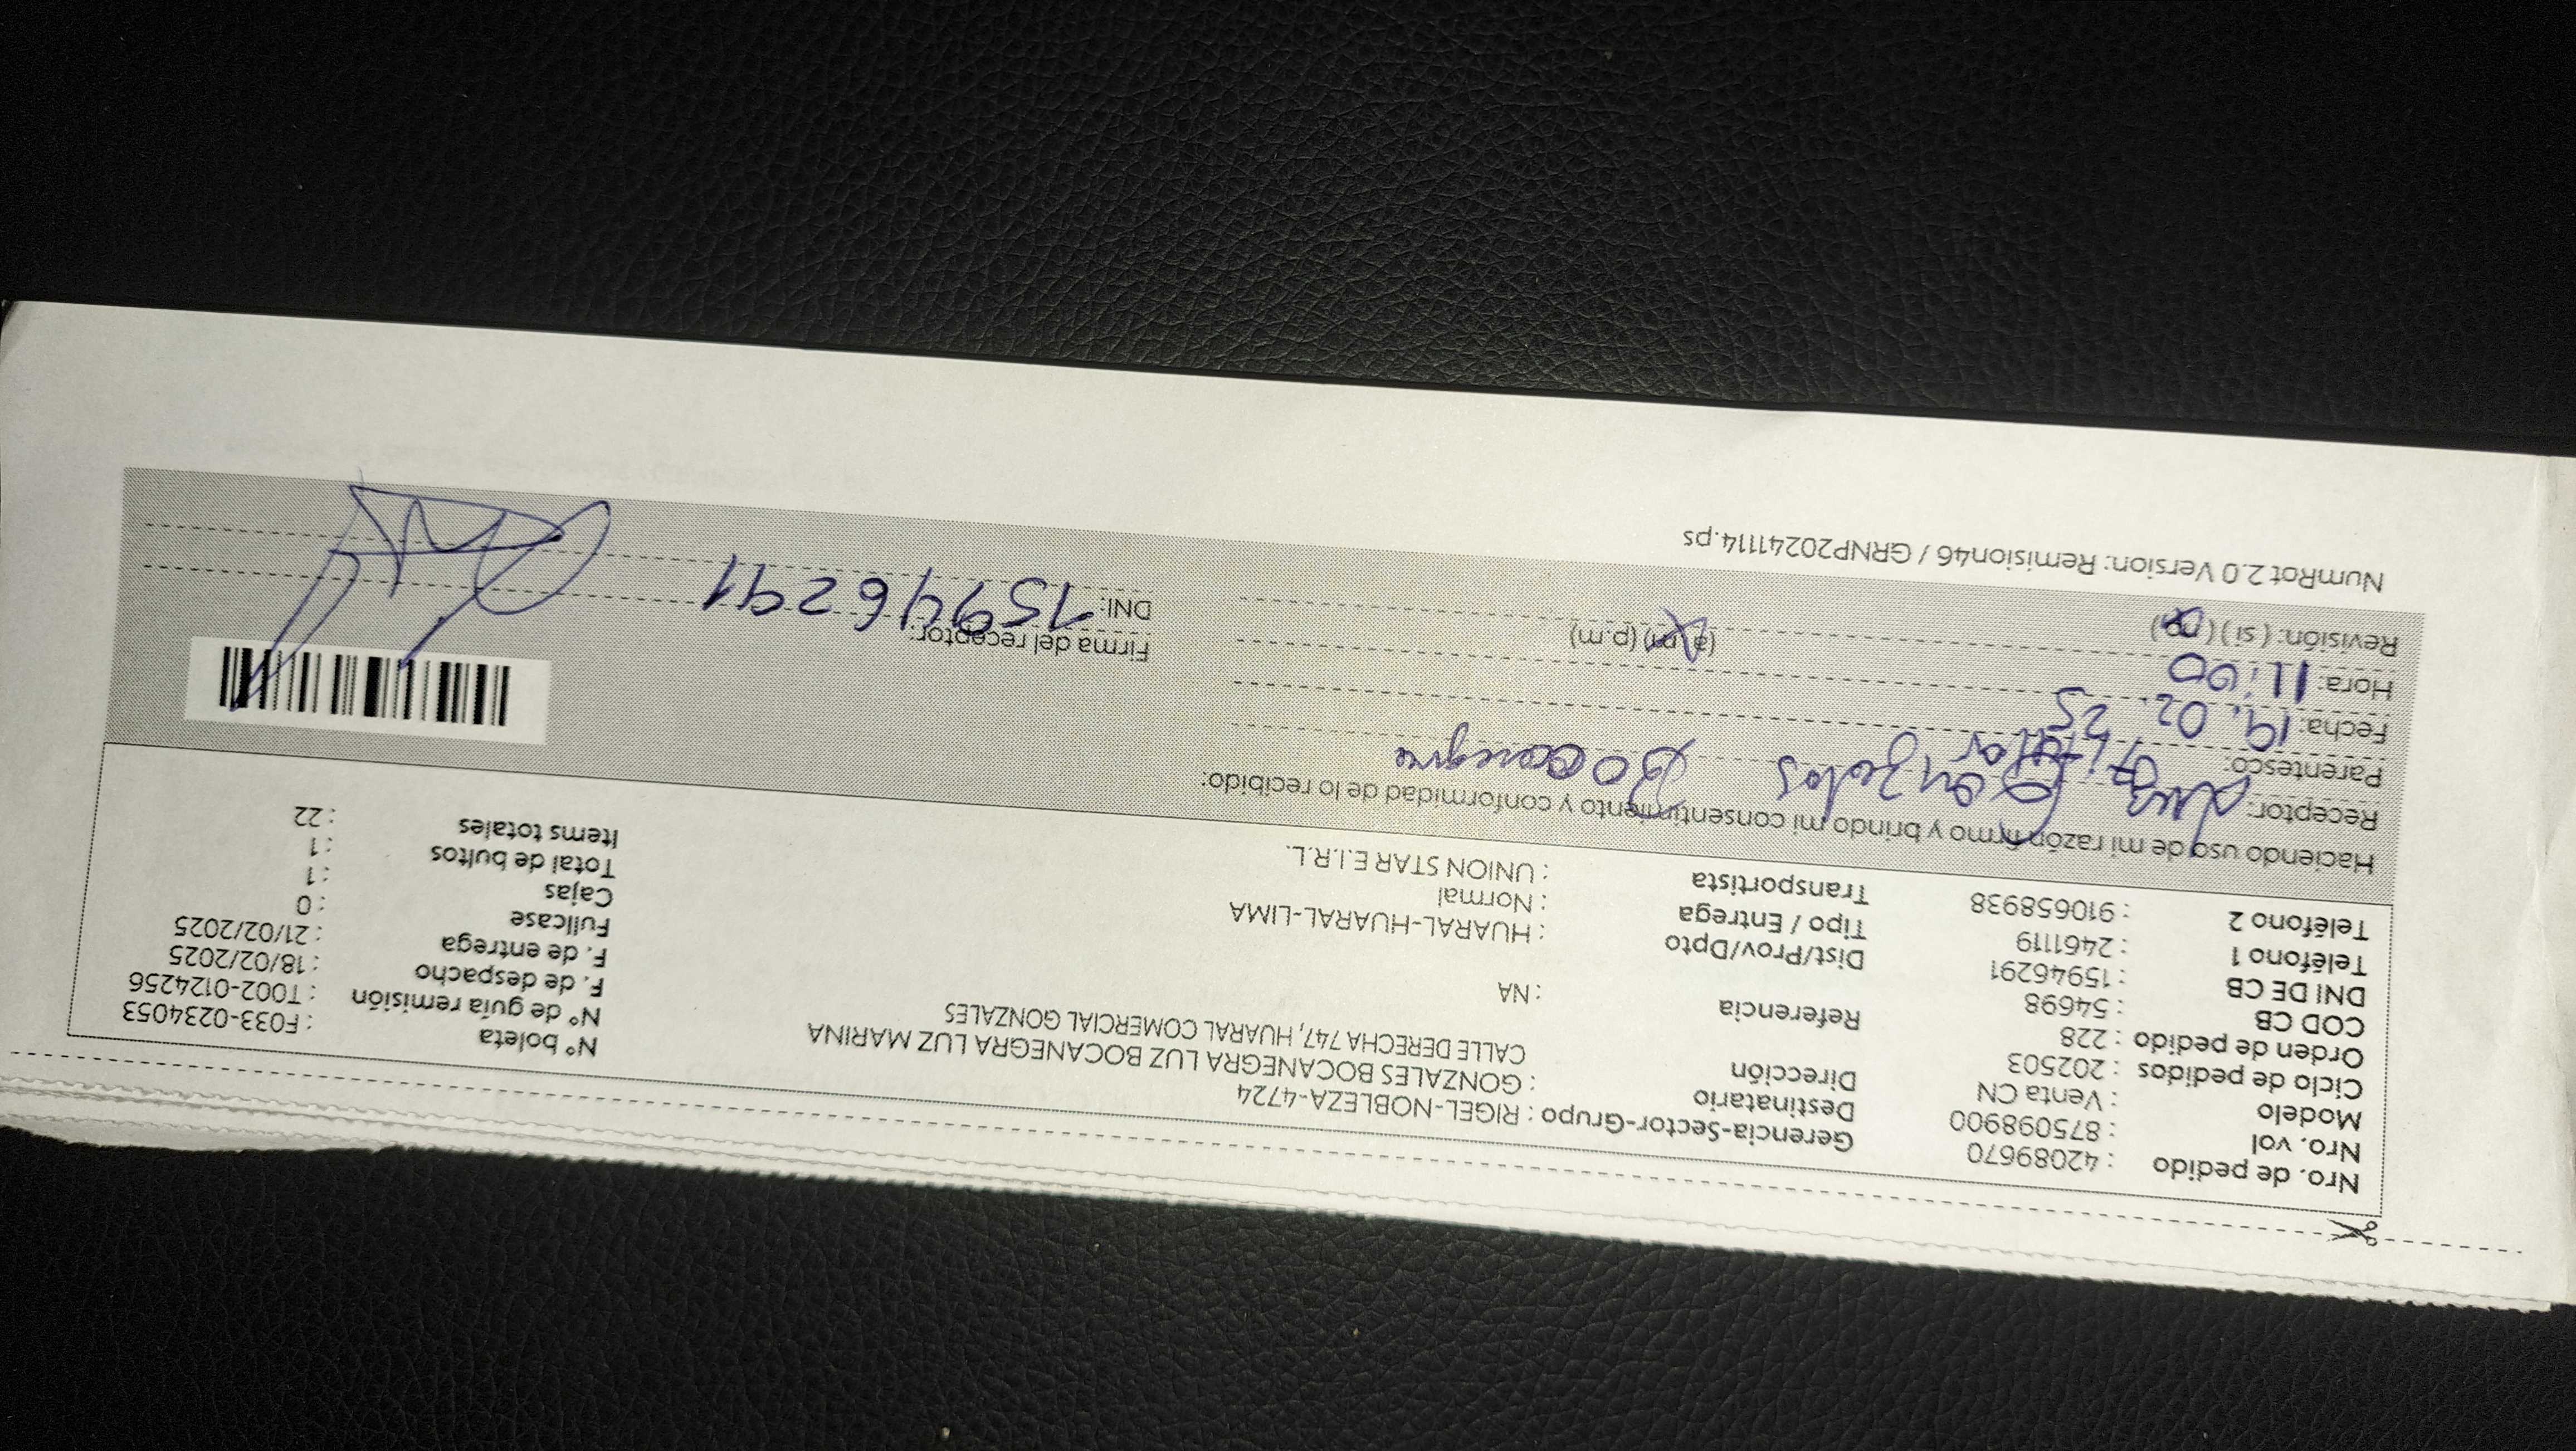 Nro. de pedido : 42089670
Nro. vol : 875098900
Modelo : Venta CN
Ciclo de pedidos : 202503
Orden de pedido : 228
COD CB : 54698
DNI DE CB : 15946291
Teléfono 1 : 2461119
Teléfono 2 : 910658938
Gerencia-Sector-Grupo : RIGEL-NOBLEZA-4724
Destinatario : GONZALES BOCANEGRA LUZ BOCANEGRA LUZ MARINA
Dirección CALLE DERECHA 747, HUARAL COMERCIAL GONZALES
Referencia : NA
Dist/Prov/Dpto : HUARAL-HUARAL-LIMA
Tipo / Entrega : Normal
Transportista : UNION STAR E.I.R.L.
N° boleta : F033-0234053
N° de guía remisión : T002-0124256
F. de despacho : 18/02/2025
F. de entrega : 21/02/2025
Fullcase : 0
Cajas : 1
Total de bultos : 1
Items totales : 22
Haciendo uso de mi razón firmo y brindo mi consentimiento y conformidad de lo recibido:
Receptor: Luz Gonzales Bocanegra
Parentesco: Titular
Fecha: 19. 02. 25
Hora: 11:00 (a.m) (p.m)
Revisión: ( si ) ( no )
Firma del receptor:
DNI: 15946291
NumRot 2.0 Version: Remision46 / GRNP20241114.ps